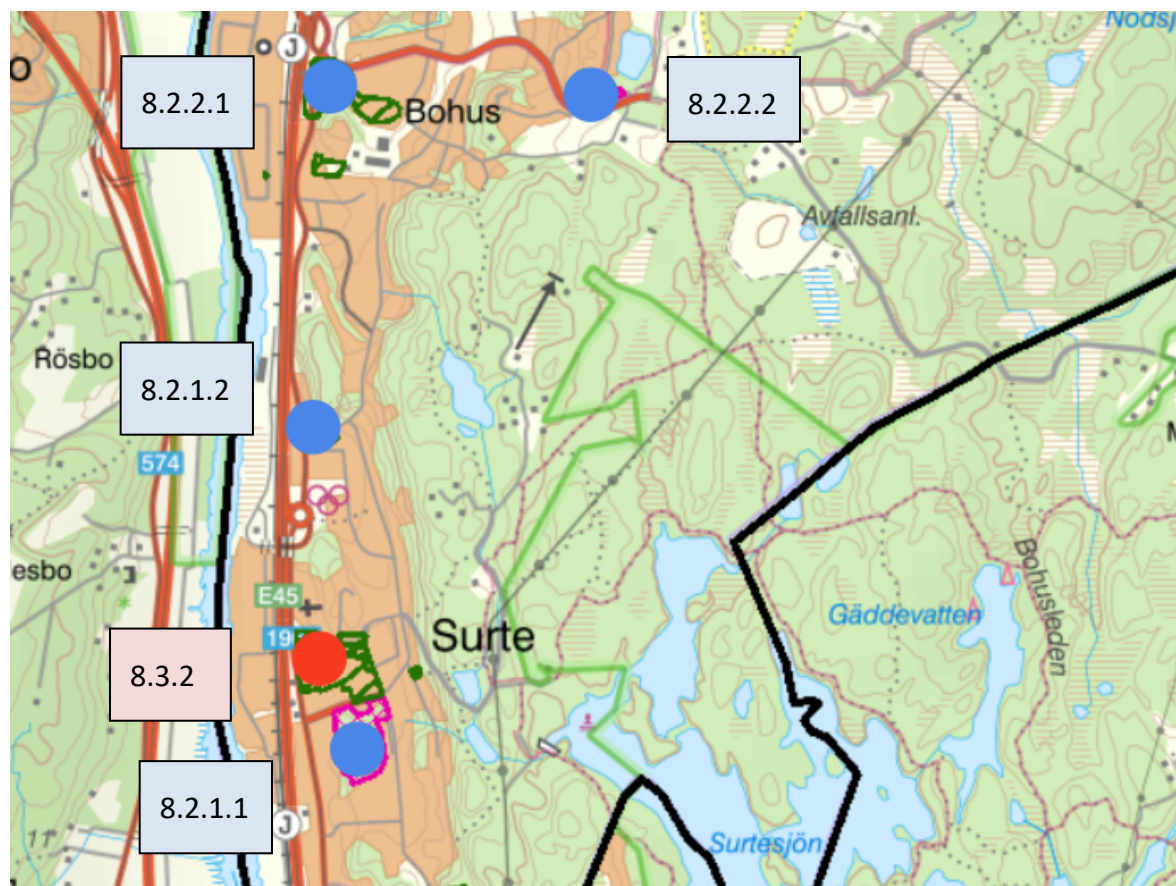 Nödsj
J
o
8.2.2.1
Bohus
8.2.2.2
Avfallsanl.
Rösbo
8.2.1.2
574
M
esbo
E45
Bohusleden
Gäddevatten
19
Surte
8.3.2
8.2.1.1
J
11
Surtesjön